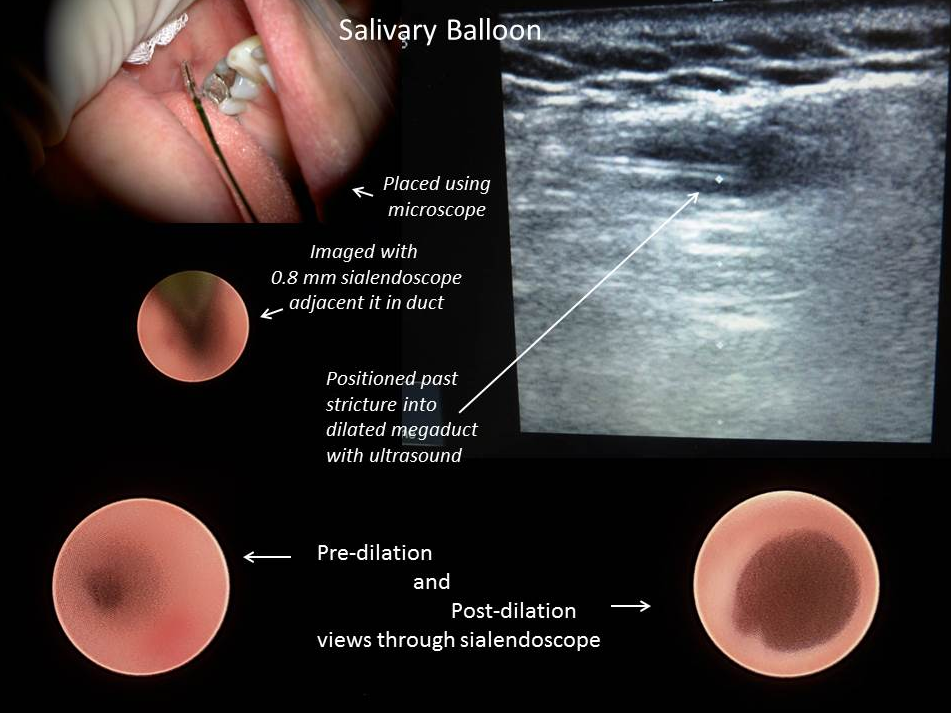 Salivary Balloon
Placed using
microscope
Imaged with
0.8 mm sialendoscope
adjacent it in duct
Positioned past
stricture into
dilated megaduct
with ultrasound
Pre-dilation
and
Post-dilation
views through sialendoscope